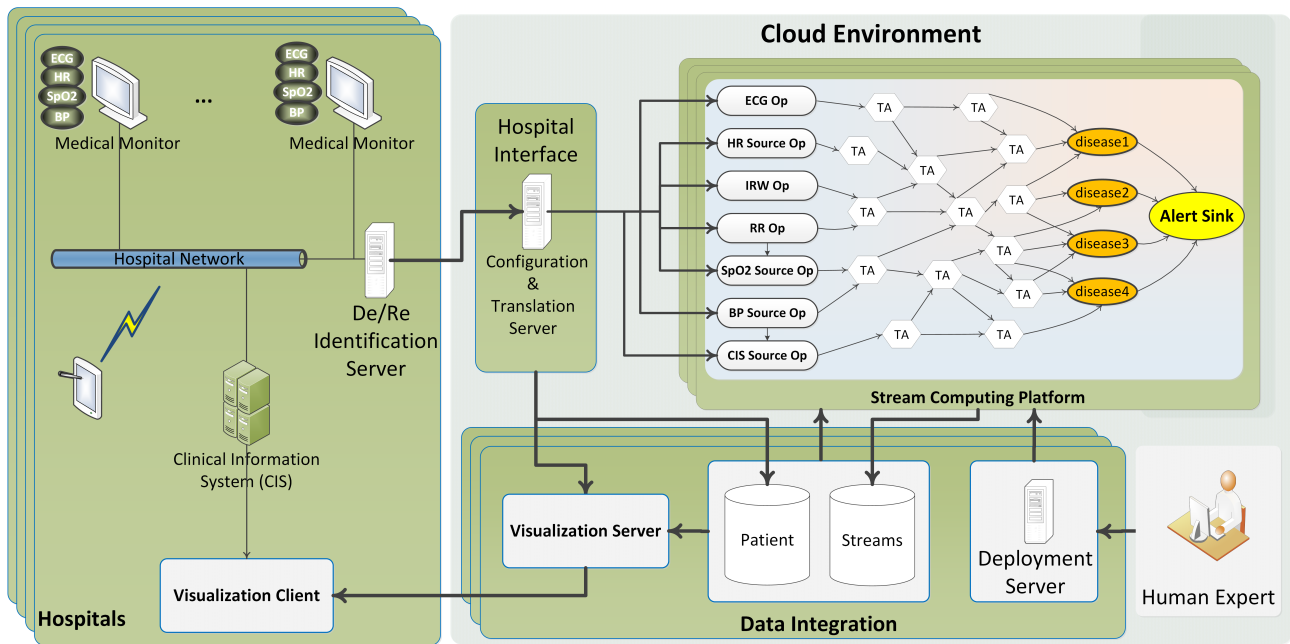 Cloud Environment
ECG
HR
SpO2
BP
Medical Monitor
...
ECG
HR
SpO2
BP
Medical Monitor
Hospital Network
De/Re
Identification
Server
Clinical Information
System (CIS)
Visualization Client
Hospitals
Hospital
Interface
Configuration
&
Translation
Server
ECG Op
HR Source Op
IRW Op
RR Op
SpO2 Source Op
BP Source Op
CIS Source Op
TA
TA
TA
TA
TA
TA
TA
TA
TA
TA
TA
TA
TA
TA
disease1
disease2
disease3
disease4
Alert Sink
Stream Computing Platform
Visualization Server
Patient
Streams
Deployment
Server
Data Integration
Human Expert